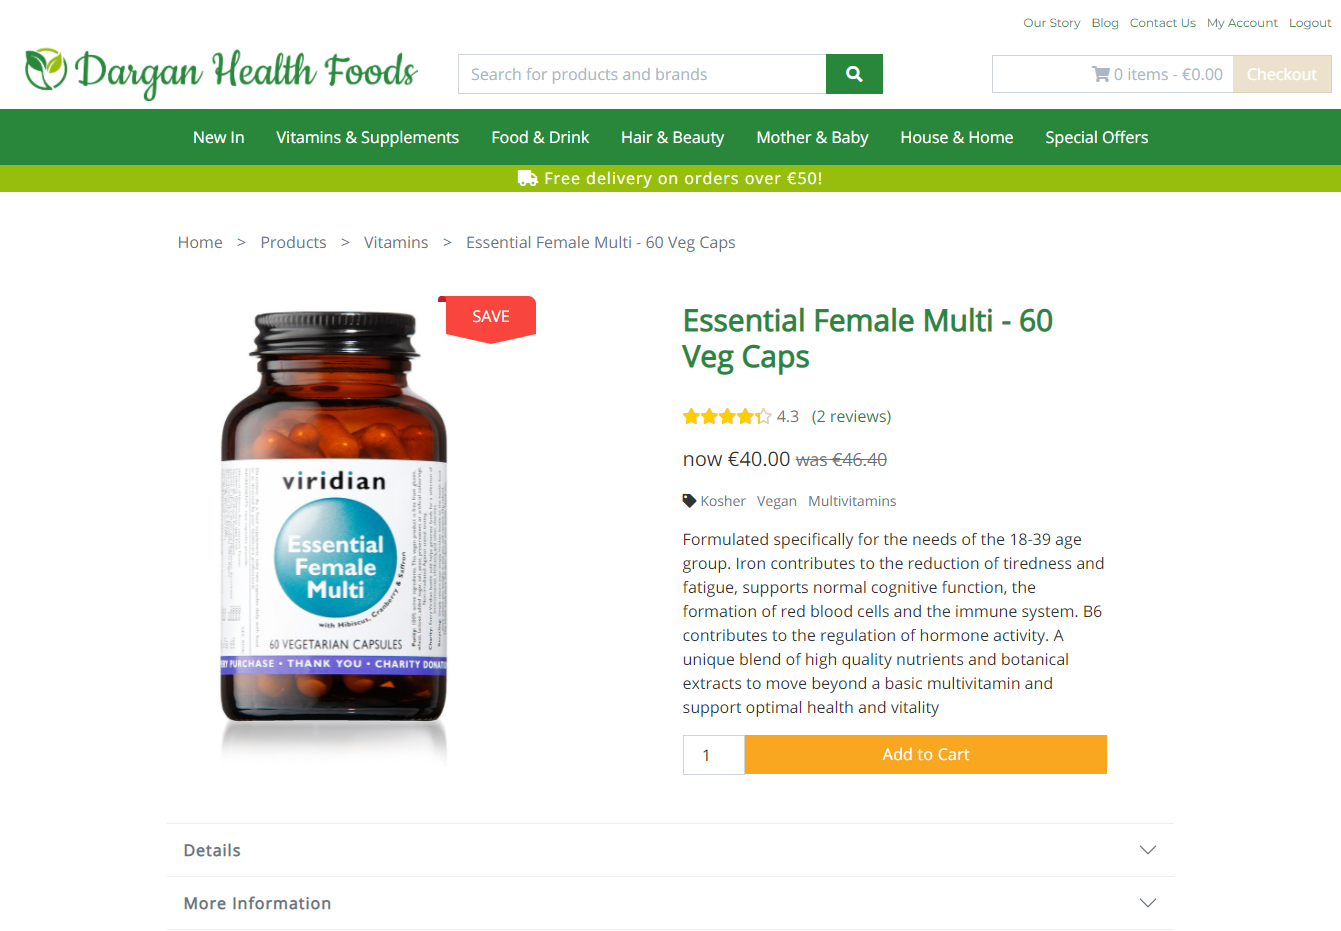 Our Story Blog Contact Us My Account Logout
Dargan Health Foods
Search for products and brands
0 items - €0.00
Checkout
New In Vitamins & Supplements Food & Drink Hair & Beauty Mother & Baby House & Home Special Offers
Free delivery on orders over €50!
Home > Products > Vitamins > Essential Female Multi - 60 Veg Caps
SAVE
viridian
Essential
Female
Multi
with Hibiscus, Cranberry & Saffron
60 VEGETARIAN CAPSULES
PURCHASE • THANK YOU • CHARITY
Essential Female Multi - 60
Veg Caps
4.3 (2 reviews)
now €40.00 was €46.40
Kosher Vegan Multivitamins
Formulated specifically for the needs of the 18-39 age
group. Iron contributes to the reduction of tiredness and
fatigue, supports normal cognitive function, the
formation of red blood cells and the immune system. B6
contributes to the regulation of hormone activity. A
unique blend of high quality nutrients and botanical
extracts to move beyond a basic multivitamin and
support optimal health and vitality
1
Add to Cart
Details
More Information